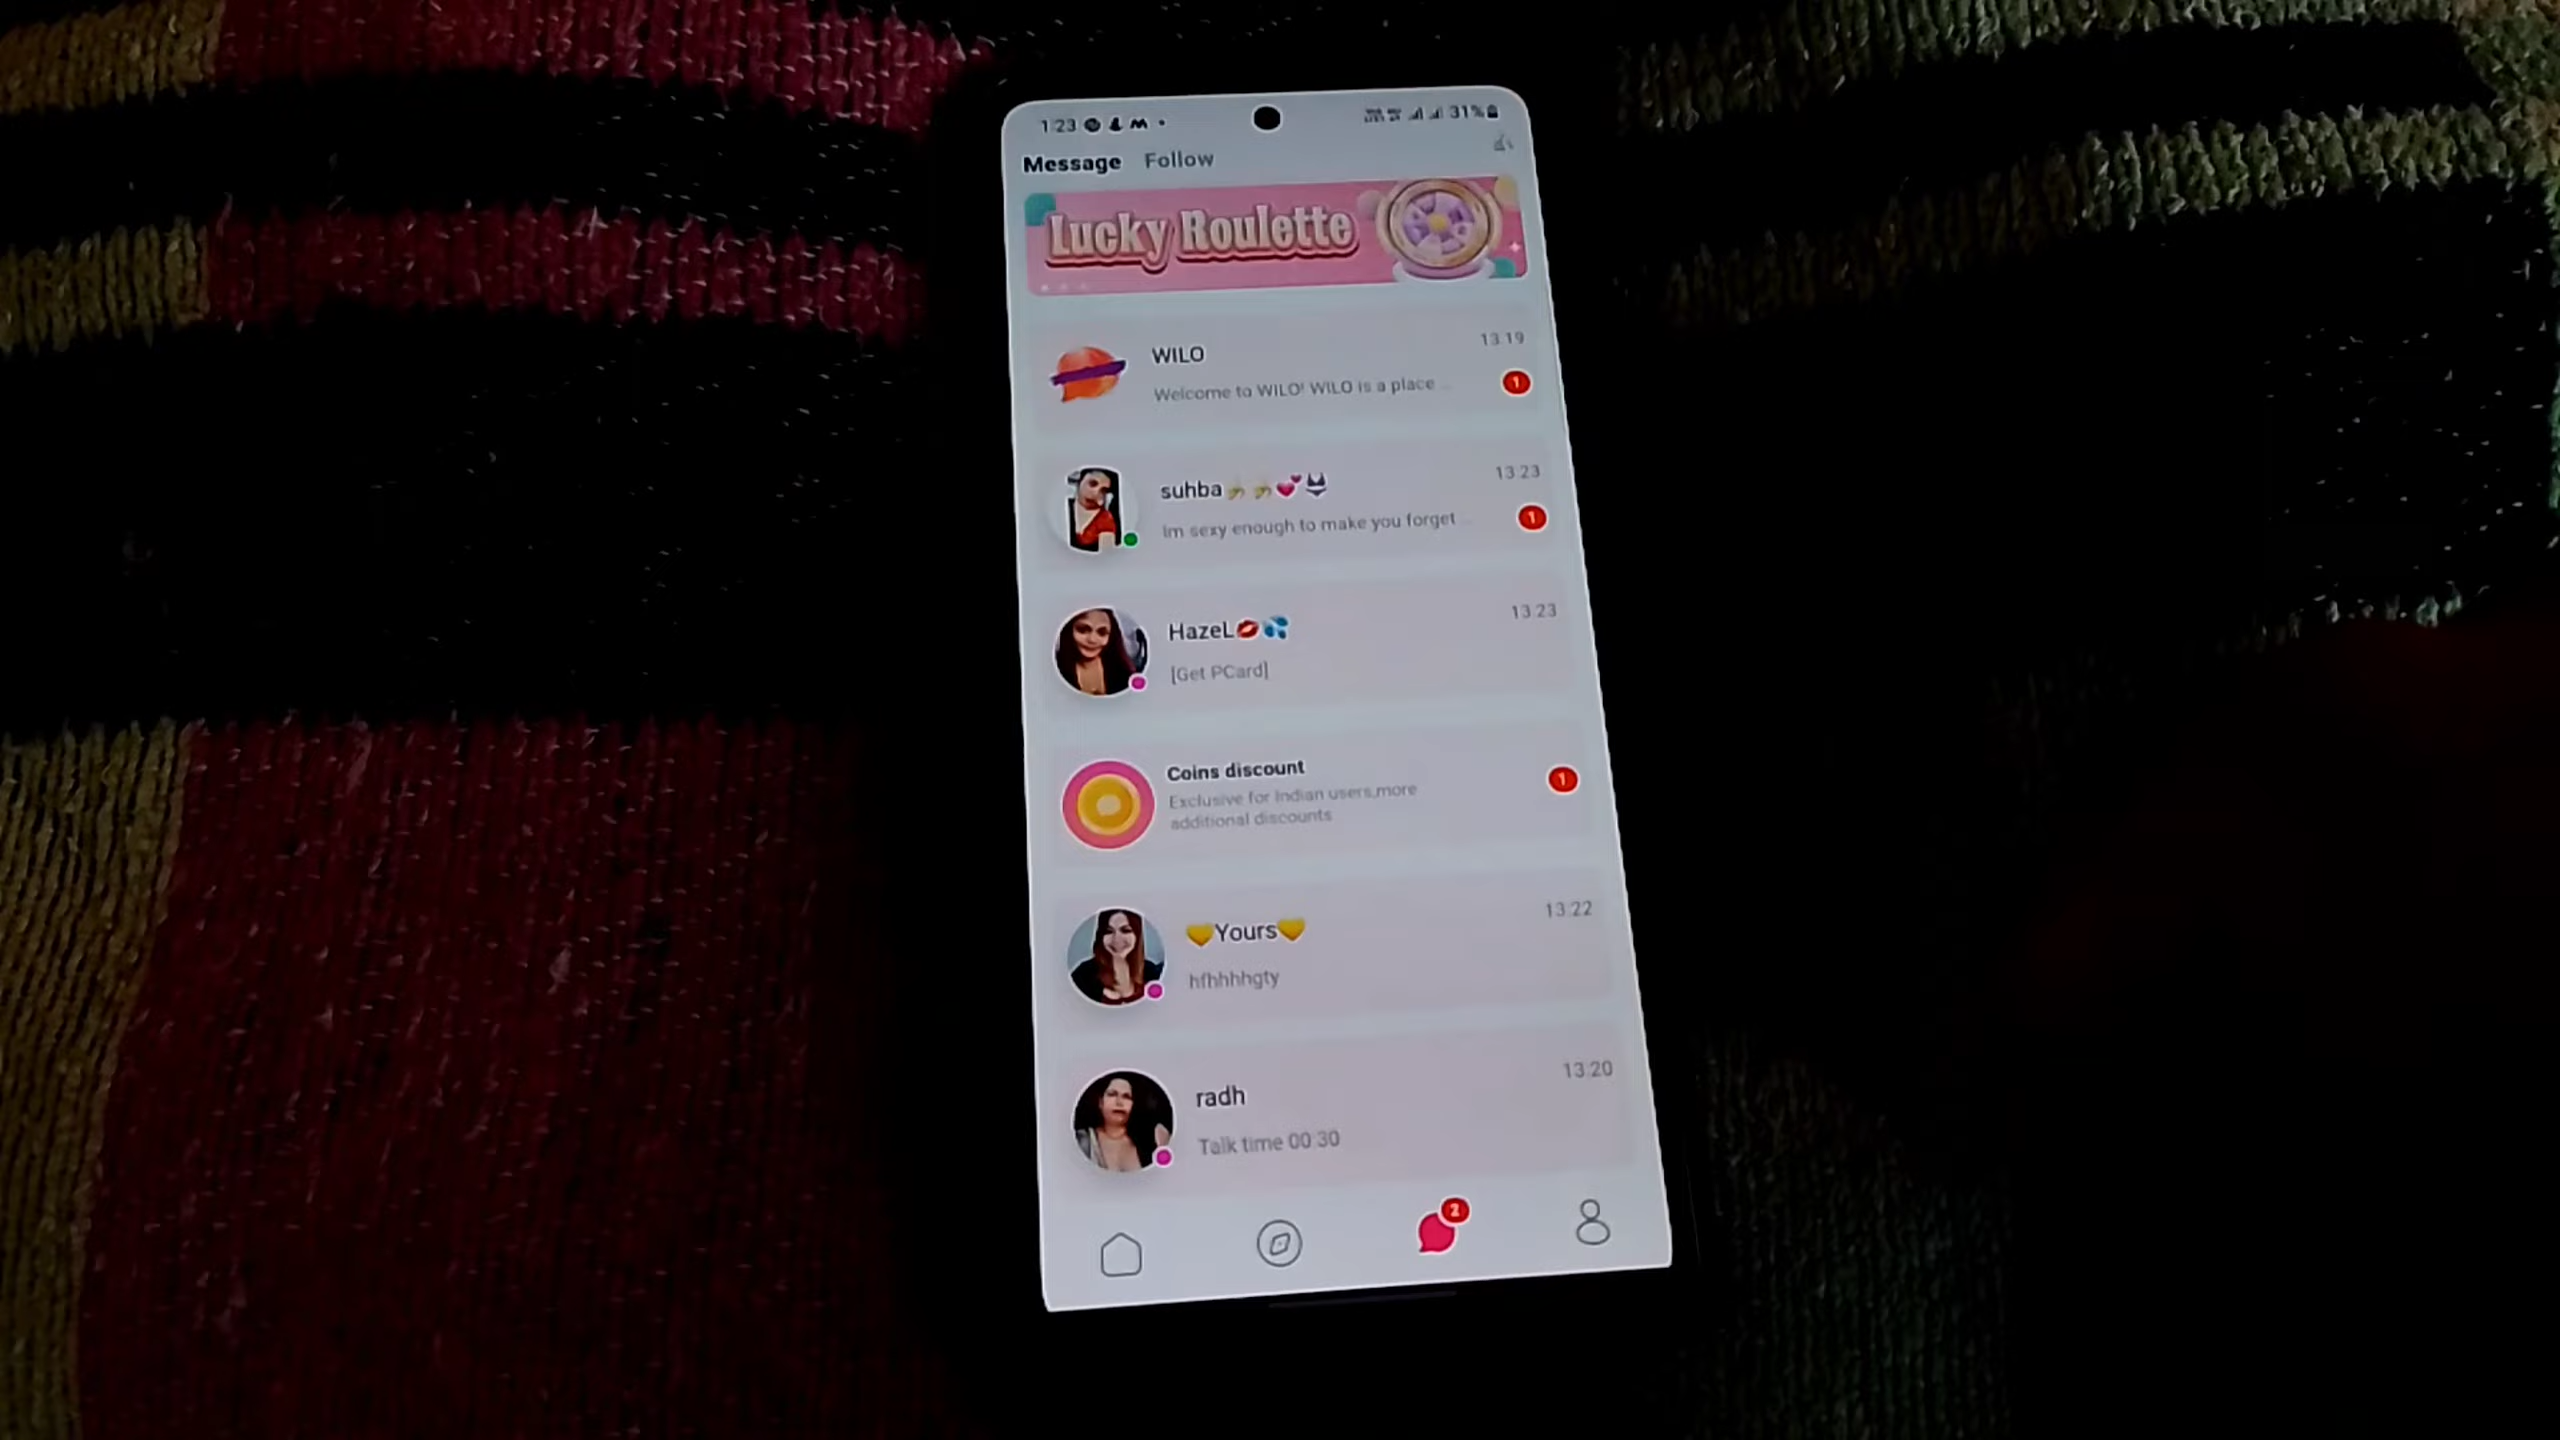 1:23
31%
Message Follow
Lucky Roulette
WILO
13:19
Welcome to WILO! WILO is a place ...
1
suhba
13:23
Im sexy enough to make you forget ...
1
HazeL
13:23
[Get PCard]
Coins discount
1
Exclusive for Indian users,more
additional discounts
Yours
13:22
hfhhhhgty
radh
13:20
Talk time 00:30
2